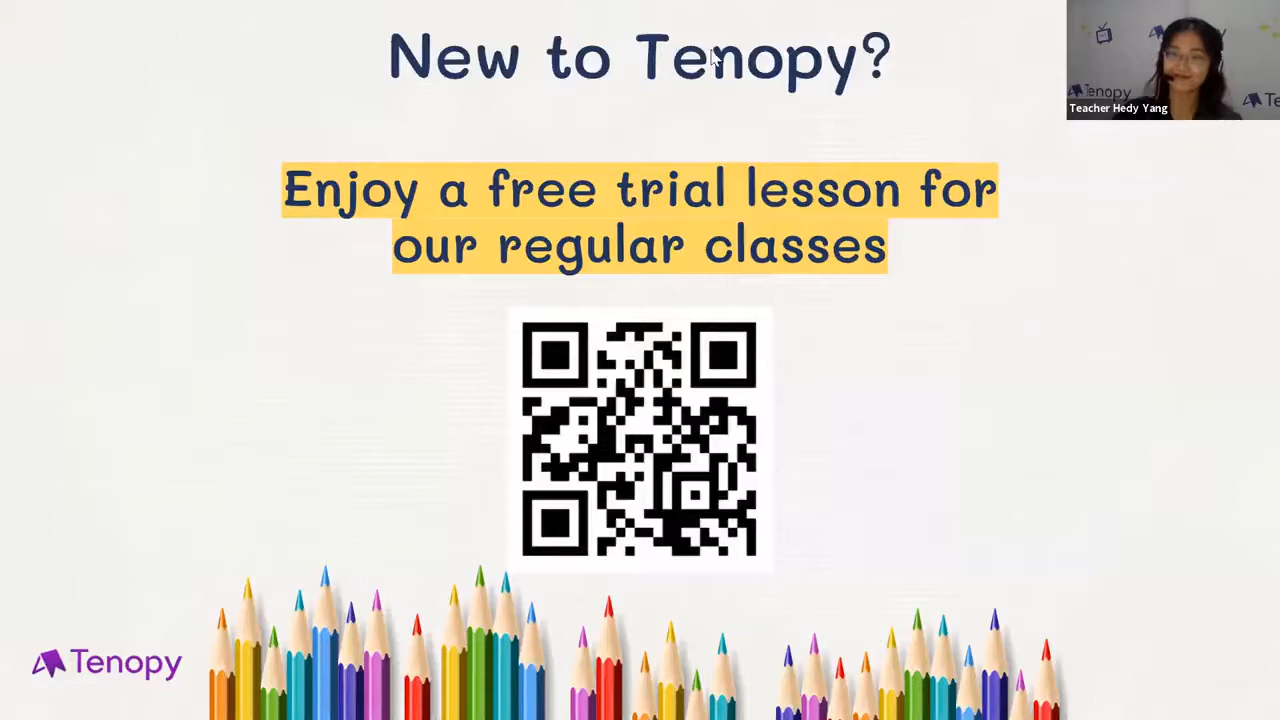 New to Tenopy?
Enjoy a free trial lesson for
our regular classes
Tenopy
Teacher Hedy Yang
Tenopy